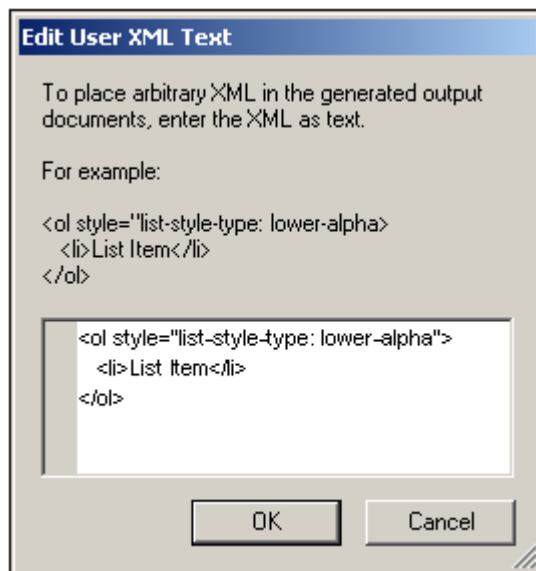 Edit User XML Text
To place arbitrary XML in the generated output
documents, enter the XML as text.
For example:
<ol style="list-style-type: lower-alpha>
<li>List Item</li>
</ol>
<ol style="list-style-type: lower-alpha">
<li>List Item</li>
</ol>
OK
Cancel